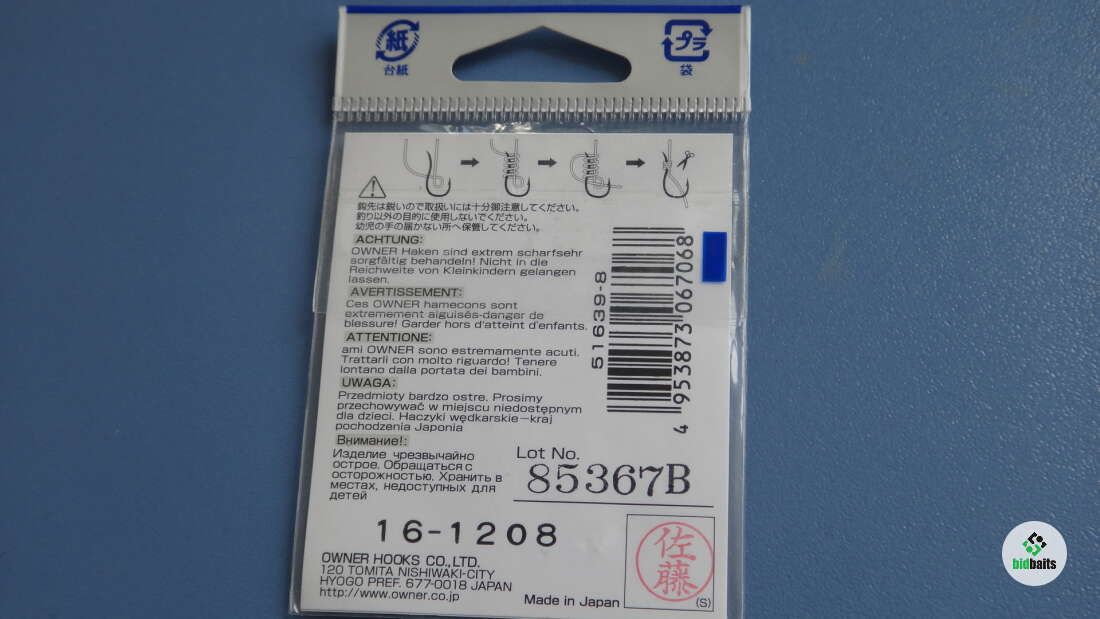 紙
台紙
プラ
袋
鈎先は鋭いので取扱いには十分御注意してください。
釣り以外の目的に使用しないでください。
幼児の手の届かない所へ保管してください。
ACHTUNG:
OWNER Haken sind extrem scharfsehr
sorgfältig behandeln! Nicht in die
Reichweite von Kleinkindern gelangen
lassen.
AVERTISSEMENT:
Ces OWNER hamecons sont
extremement aiguisés-danger de
blessure! Garder hors d'atteint d'enfants.
ATTENTIONE:
ami OWNER sono estremamente acuti.
Trattarli con molto riguardo! Tenere
lontano dalla portata dei bambini.
UWAGA:
Przedmioty bardzo ostre. Prosimy
przechowywać w miejscu niedostępnym
dla dzieci. Haczyki wędkarskie-kraj
pochodzenia Japonia
Внимание!:
Изделие чрезвычайно
острое. Обращаться с
осторожностью. Хранить в
местах, недоступных для
детей
51639-8
4 953873 067068
Lot No.
85367B
16-1208
OWNER HOOKS CO.,LTD.
120 TOMITA NISHIWAKI-CITY
HYOGO PREF. 677-0018 JAPAN
http://www.owner.co.jp
Made in Japan
佐藤
(S)
bidbaits